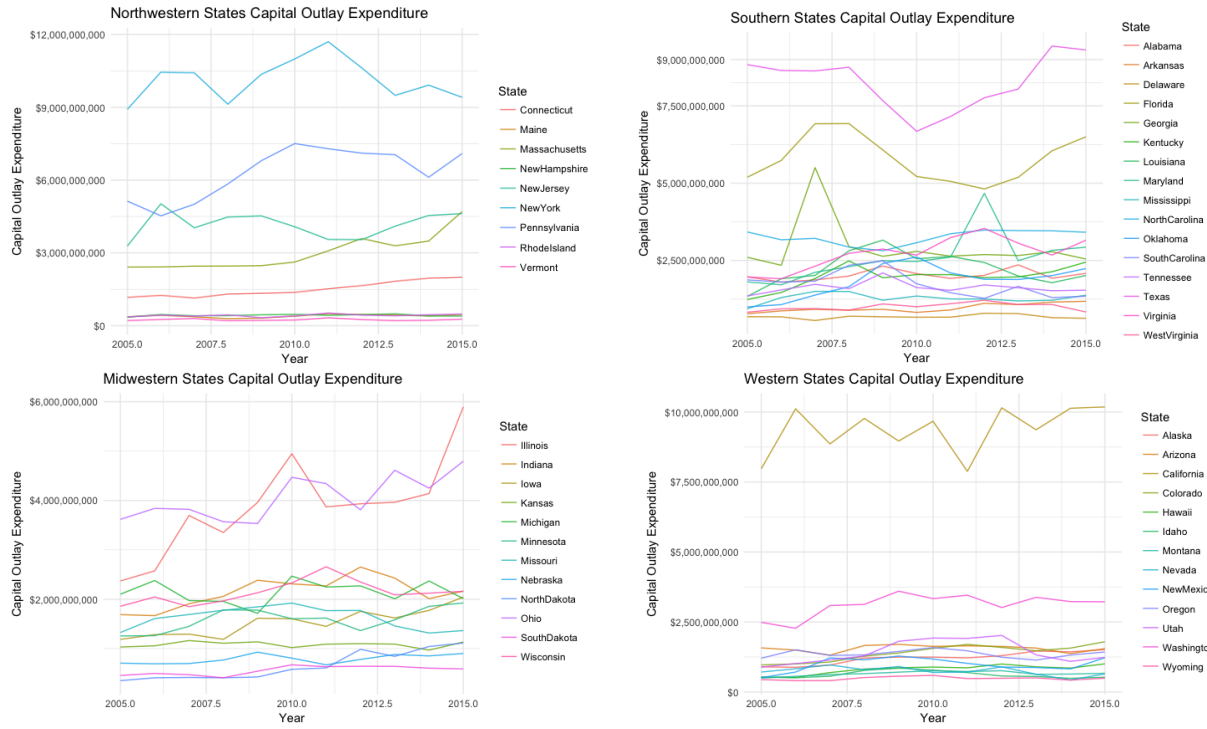 Northwestern States Capital Outlay Expenditure
$12,000,000,000
$9,000,000,000
$6,000,000,000
$3,000,000,000
$0
Capital Outlay Expenditure
2005.0 2007.5 2010.0 2012.5 2015.0
Year
State
Connecticut
Maine
Massachusetts
NewHampshire
NewJersey
NewYork
Pennsylvania
RhodeIsland
Vermont
Southern States Capital Outlay Expenditure
$9,000,000,000
$7,500,000,000
$5,000,000,000
$2,500,000,000
Capital Outlay Expenditure
2005.0 2007.5 2010.0 2012.5 2015.0
Year
State
Alabama
Arkansas
Delaware
Florida
Georgia
Kentucky
Louisiana
Maryland
Mississippi
NorthCarolina
Oklahoma
SouthCarolina
Tennessee
Texas
Virginia
WestVirginia
Midwestern States Capital Outlay Expenditure
$6,000,000,000
$4,000,000,000
$2,000,000,000
Capital Outlay Expenditure
2005.0 2007.5 2010.0 2012.5 2015.0
Year
State
Illinois
Indiana
Iowa
Kansas
Michigan
Minnesota
Missouri
Nebraska
NorthDakota
Ohio
SouthDakota
Wisconsin
Western States Capital Outlay Expenditure
$10,000,000,000
$7,500,000,000
$5,000,000,000
$2,500,000,000
$0
Capital Outlay Expenditure
2005.0 2007.5 2010.0 2012.5 2015.0
Year
State
Alaska
Arizona
California
Colorado
Hawaii
Idaho
Montana
Nevada
NewMexic
Oregon
Utah
Washingto
Wyoming